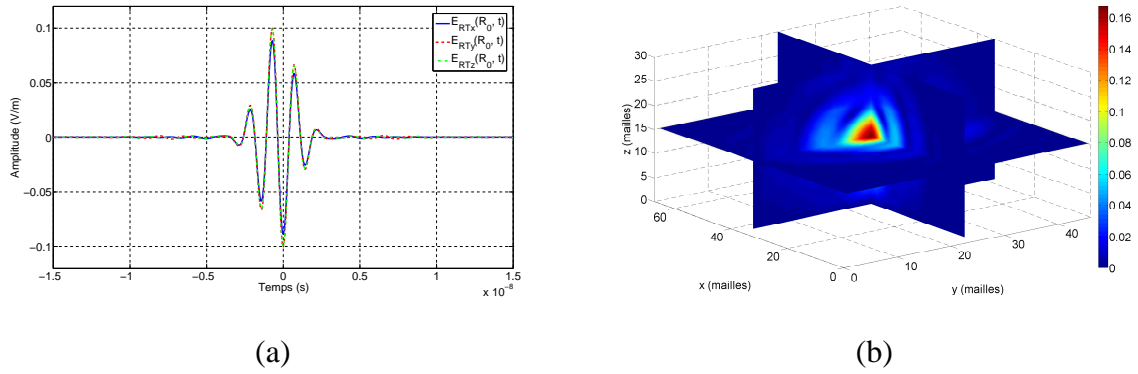 0.1
0.05
0
−0.05
−0.1
Amplitude (V/m)
E_RTx(R_0, t)
E_RTy(R_0, t)
E_RTz(R_0, t)
−1.5 −1 −0.5 0 0.5 1 1.5
Temps (s)
x 10^−8
(a)
30
25
20
15
10
5
0
z (mailles)
60 40 20 0
x (mailles)
0 10 20 30 40
y (mailles)
0.16
0.14
0.12
0.10
0.08
0.06
0.04
0.02
0
(b)